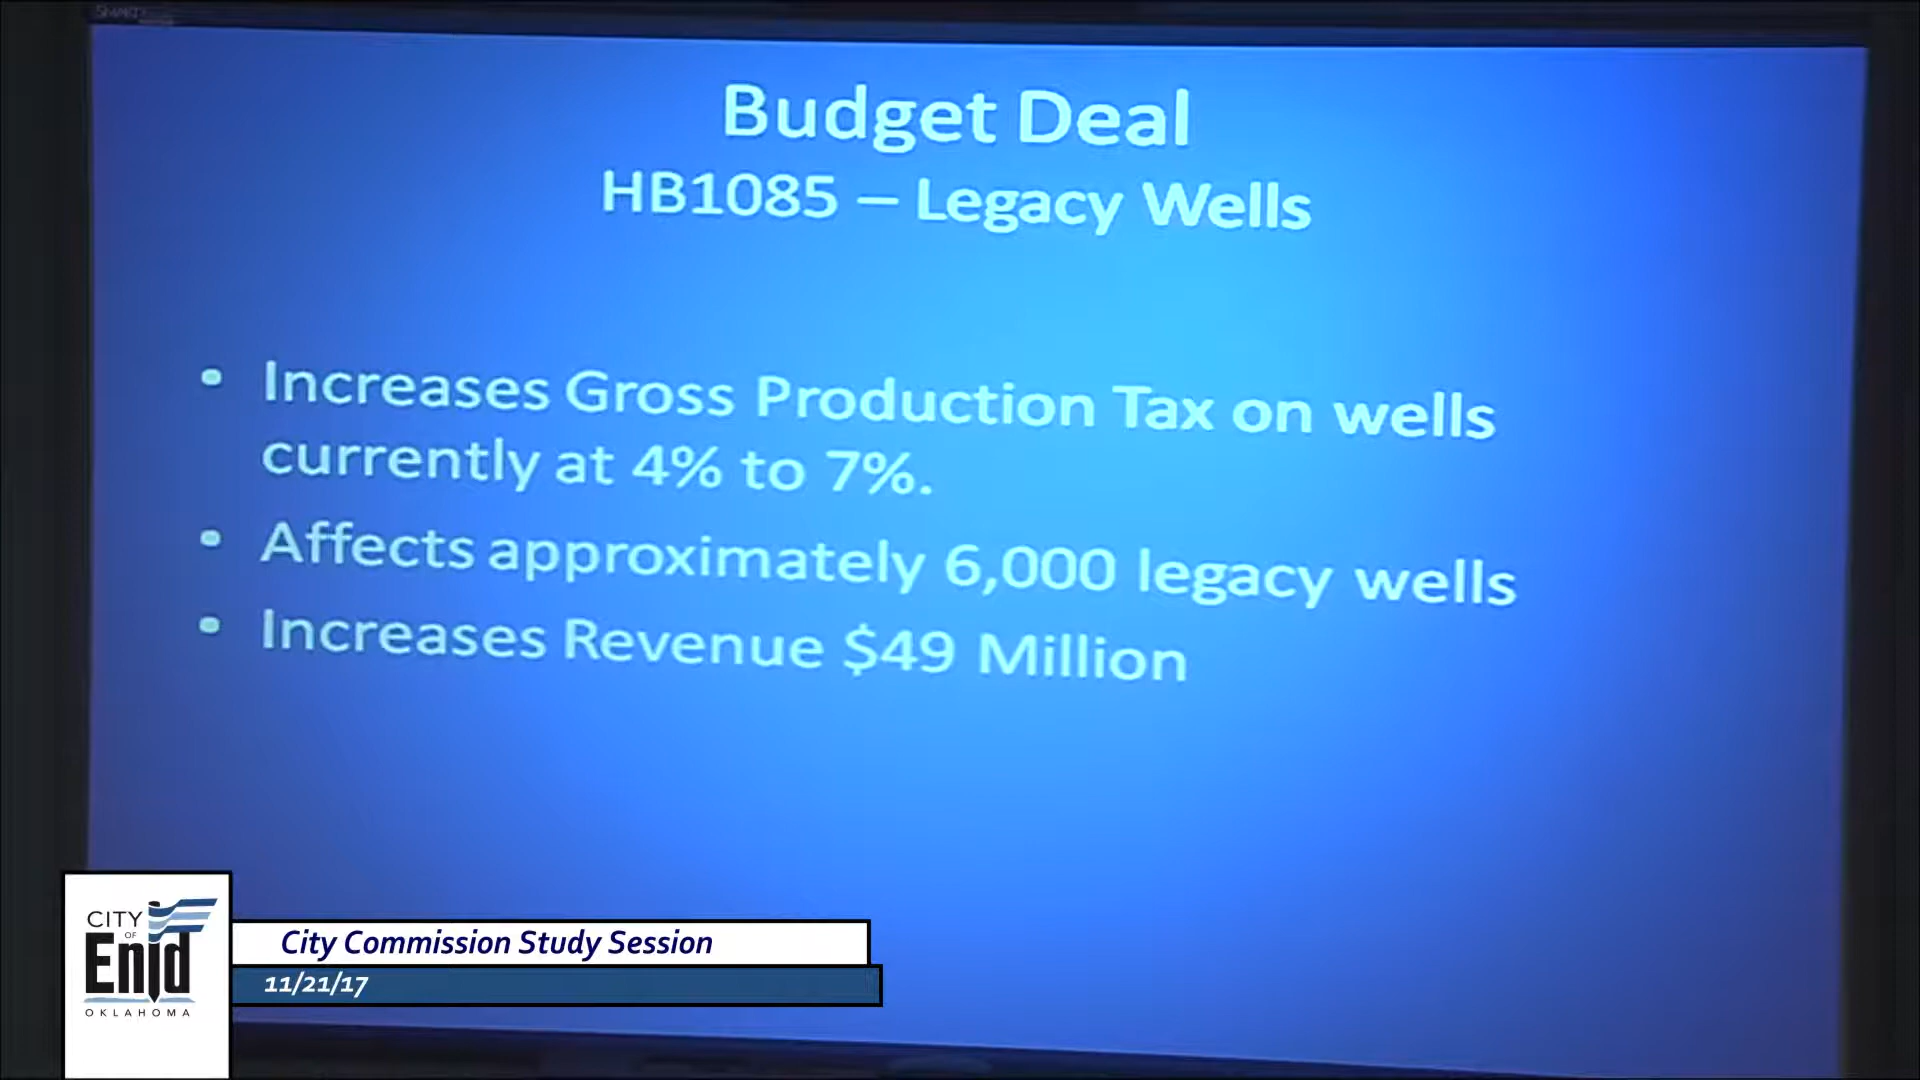 SMART
Budget Deal
HB1085 – Legacy Wells
• Increases Gross Production Tax on wells
currently at 4% to 7%.
• Affects approximately 6,000 legacy wells
• Increases Revenue $49 Million
CITY
OF
Enid
OKLAHOMA
City Commission Study Session
11/21/17